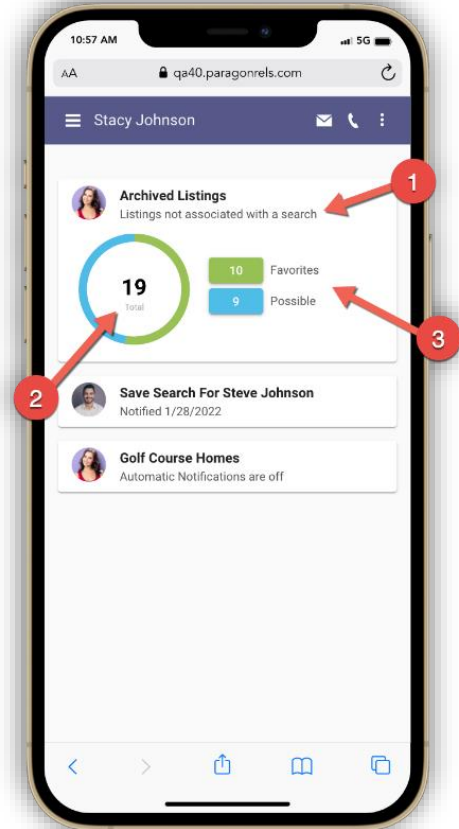 10:57 AM
5G
AA
qa40.paragonrels.com
Stacy Johnson
1
Archived Listings
Listings not associated with a search
19
Total
10 Favorites
9 Possible
3
2
Save Search For Steve Johnson
Notified 1/28/2022
Golf Course Homes
Automatic Notifications are off